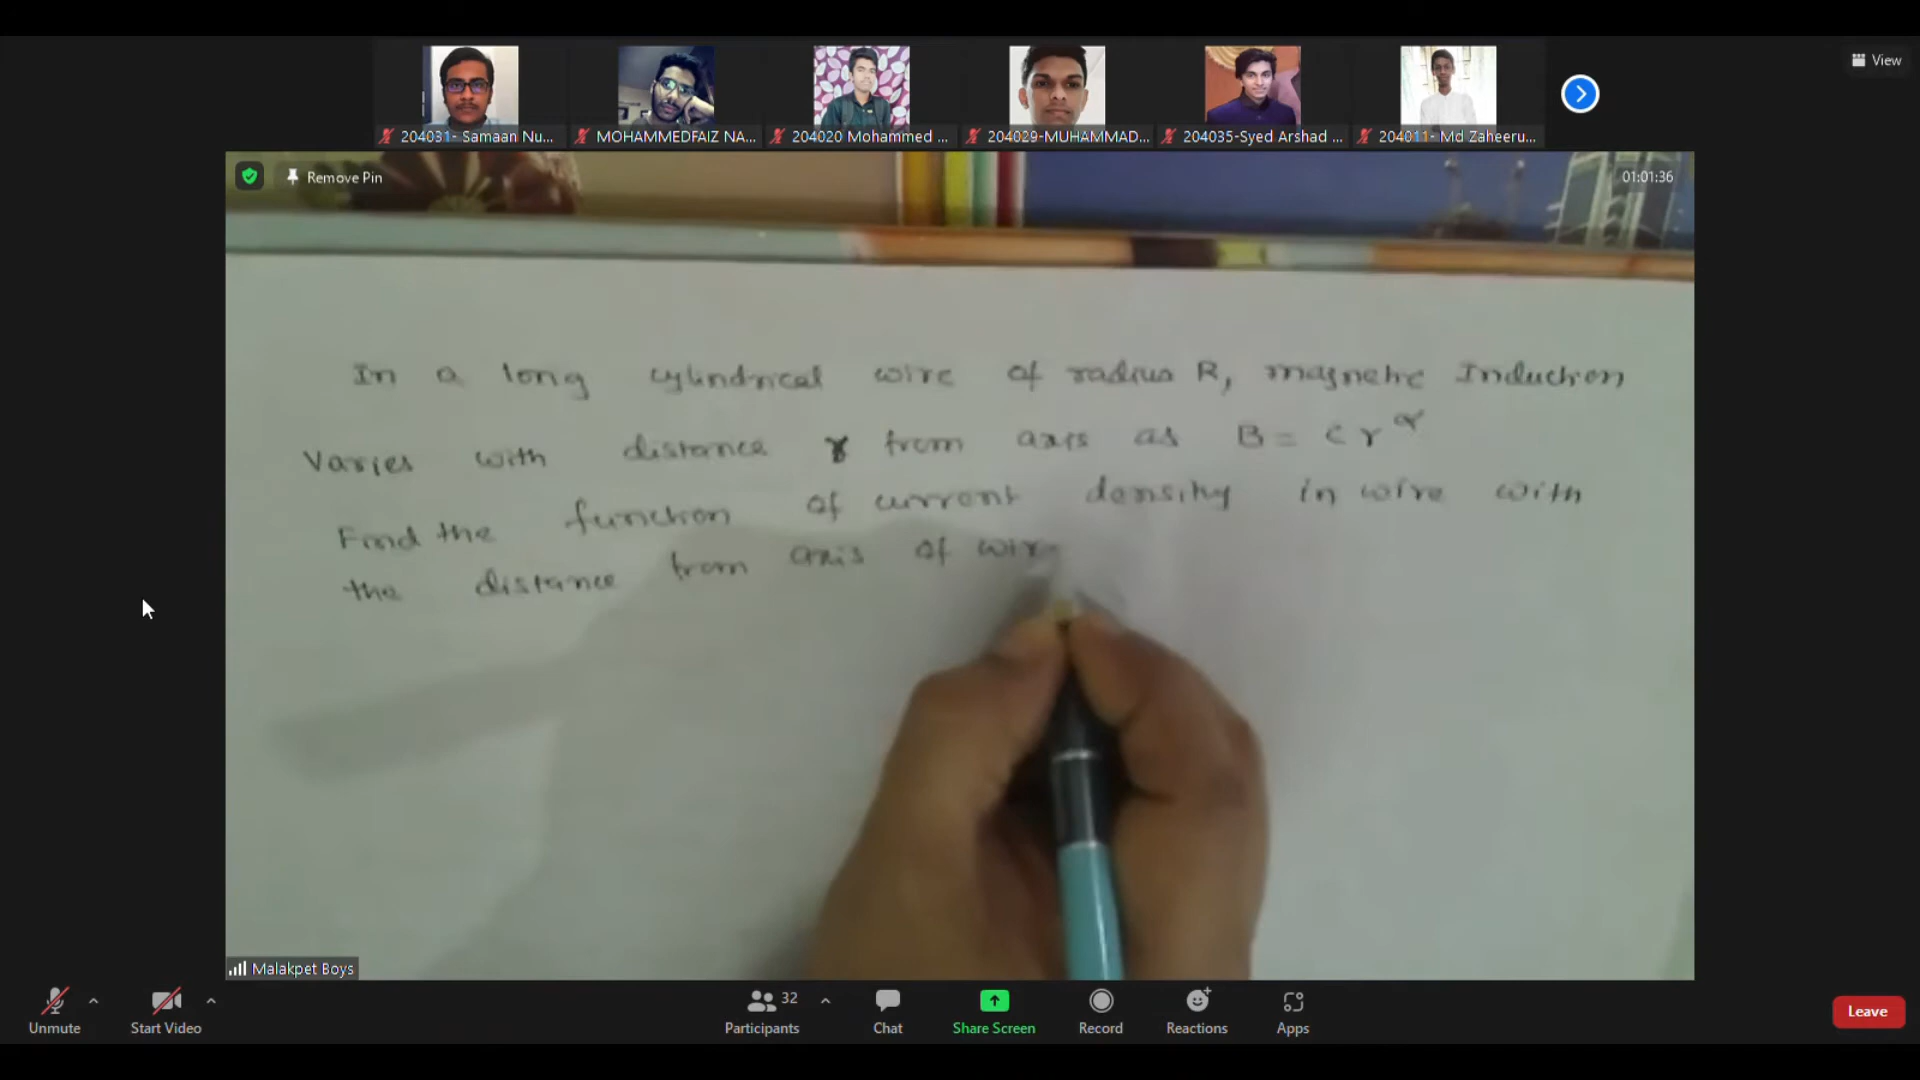 View
204031- Samaan Nu...
MOHAMMEDFAIZ NA...
204020 Mohammed ...
204029-MUHAMMAD...
204035-Syed Arshad ...
204011- Md Zaheeru...
Remove Pin
01:01:36
In a long cylindrical wire of radius R, magnetic Induction
Varies with distance r from axis as B = c r^α
Find the function of current density in wire with
the distance from axis of wire
Malakpet Boys
Unmute
Start Video
32
Participants
Chat
Share Screen
Record
Reactions
Apps
Leave